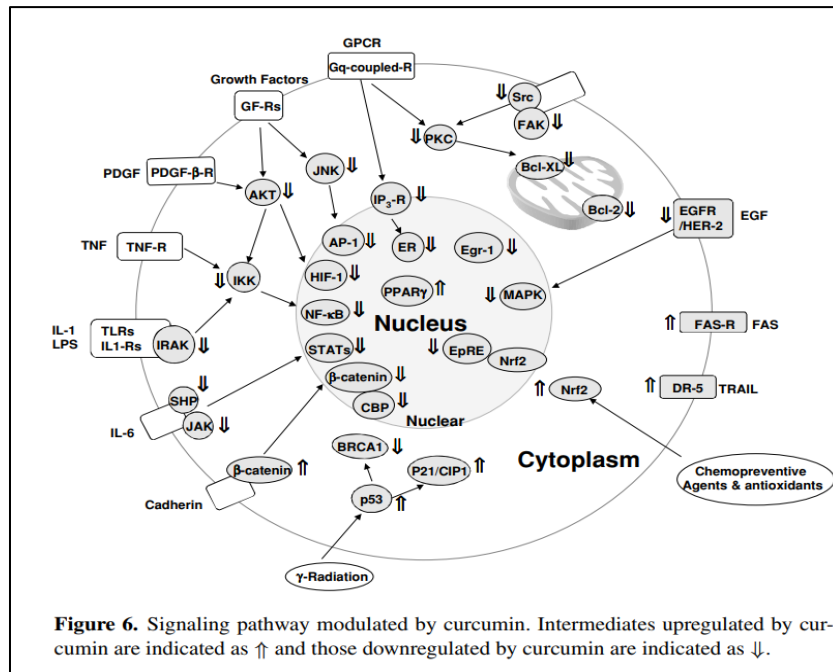 GPCR
Gq-coupled-R
Growth Factors
GF-Rs
⇓ Src
FAK ⇓
⇓ PKC
PDGF PDGF-β-R
JNK ⇓
Bcl-XL ⇓
AKT ⇓
IP3-R ⇓
Bcl-2 ⇓
⇓ EGFR
/HER-2
EGF
TNF TNF-R
AP-1 ⇓
ER ⇓
Egr-1 ⇓
⇓ IKK
HIF-1 ⇓
PPARγ ⇑
⇓ MAPK
NF-κB ⇓
Nucleus
⇑ FAS-R FAS
IL-1 TLRs
LPS IL1-Rs
IRAK ⇓
STATs ⇓
⇓ EpRE
Nrf2
β-catenin ⇓
CBP ⇓
Nuclear
⇑ Nrf2
⇑ DR-5 TRAIL
⇓
SHP
JAK ⇓
IL-6
BRCA1 ⇓
P21/CIP1 ⇑
Cytoplasm
β-catenin ⇑
Cadherin
p53 ⇑
Chemopreventive
Agents & antioxidants
γ-Radiation
Figure 6. Signaling pathway modulated by curcumin. Intermediates upregulated by cur-
cumin are indicated as ⇑ and those downregulated by curcumin are indicated as ⇓.